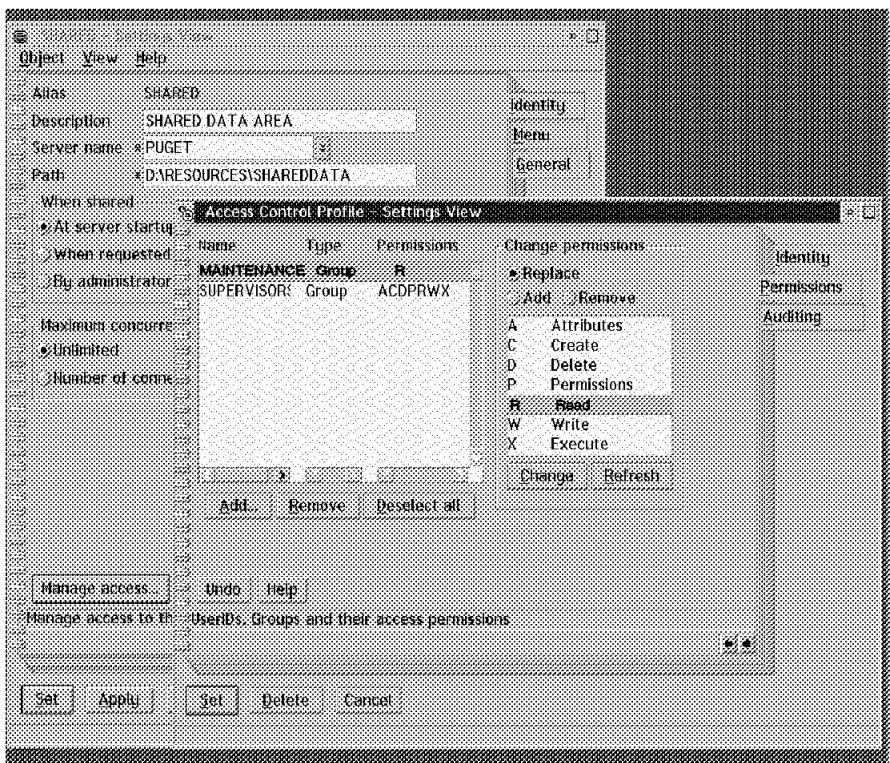 Settings View
Object View Help
Alias SHARED
Description SHARED DATA AREA
Server name PUGET
Path D:\RESOURCES\SHAREDDATA
When shared
At server startup
When requested
By administrator
Maximum concurre
Unlimited
Number of conne
Manage access...
Manage access to th
Set Apply
Identity
Menu
General
Access Control Profile - Settings View
Name Type Permissions
MAINTENANCE Group R
SUPERVISORS Group ACDPRWX
Add... Remove Deselect all
Change permissions
Replace
Add Remove
A Attributes
C Create
D Delete
P Permissions
R Read
W Write
X Execute
Change Refresh
Identity
Permissions
Auditing
Undo Help
UserIDs, Groups and their access permissions
Set Delete Cancel